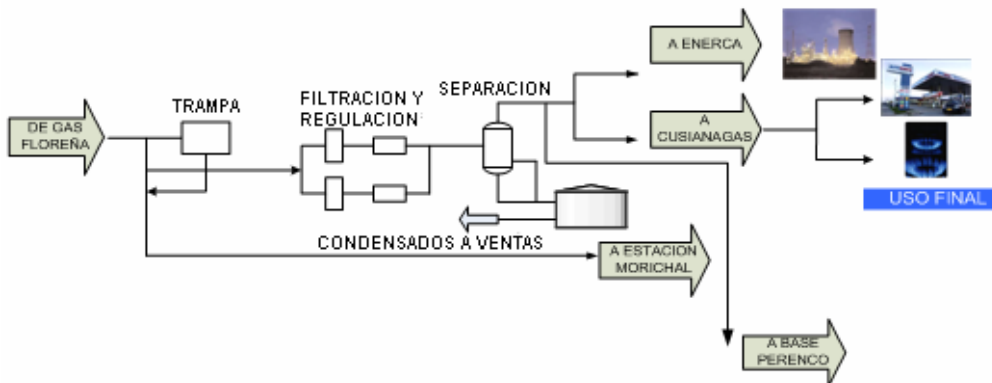 DE GAS
FLOREÑA
TRAMPA
FILTRACION Y
REGULACION
SEPARACION
A ENERCA
A
CUSIANAGAS
USO FINAL
CONDENSADOS A VENTAS
A ESTACION
MORICHAL
A BASE
PERENCO